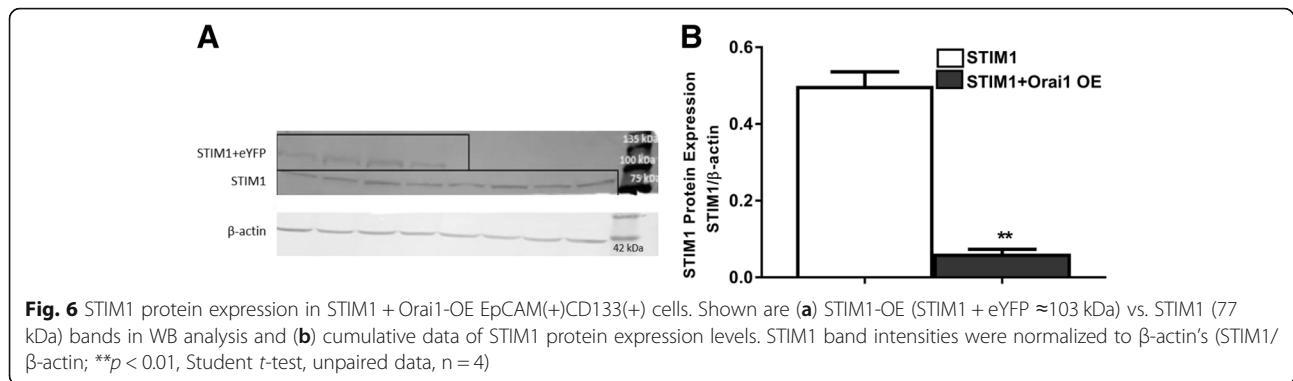 A
STIM1+eYFP
STIM1
β-actin
135 kDa
100 kDa
75 kDa
42 kDa
B
STIM1 Protein Expression
STIM1/β-actin
0.6
0.4
0.2
0.0
STIM1
STIM1+Orai1 OE
**
Fig. 6 STIM1 protein expression in STIM1 + Orai1-OE EpCAM(+)CD133(+) cells. Shown are (a) STIM1-OE (STIM1 + eYFP ≈103 kDa) vs. STIM1 (77
kDa) bands in WB analysis and (b) cumulative data of STIM1 protein expression levels. STIM1 band intensities were normalized to β-actin's (STIM1/
β-actin; **p < 0.01, Student t-test, unpaired data, n = 4)